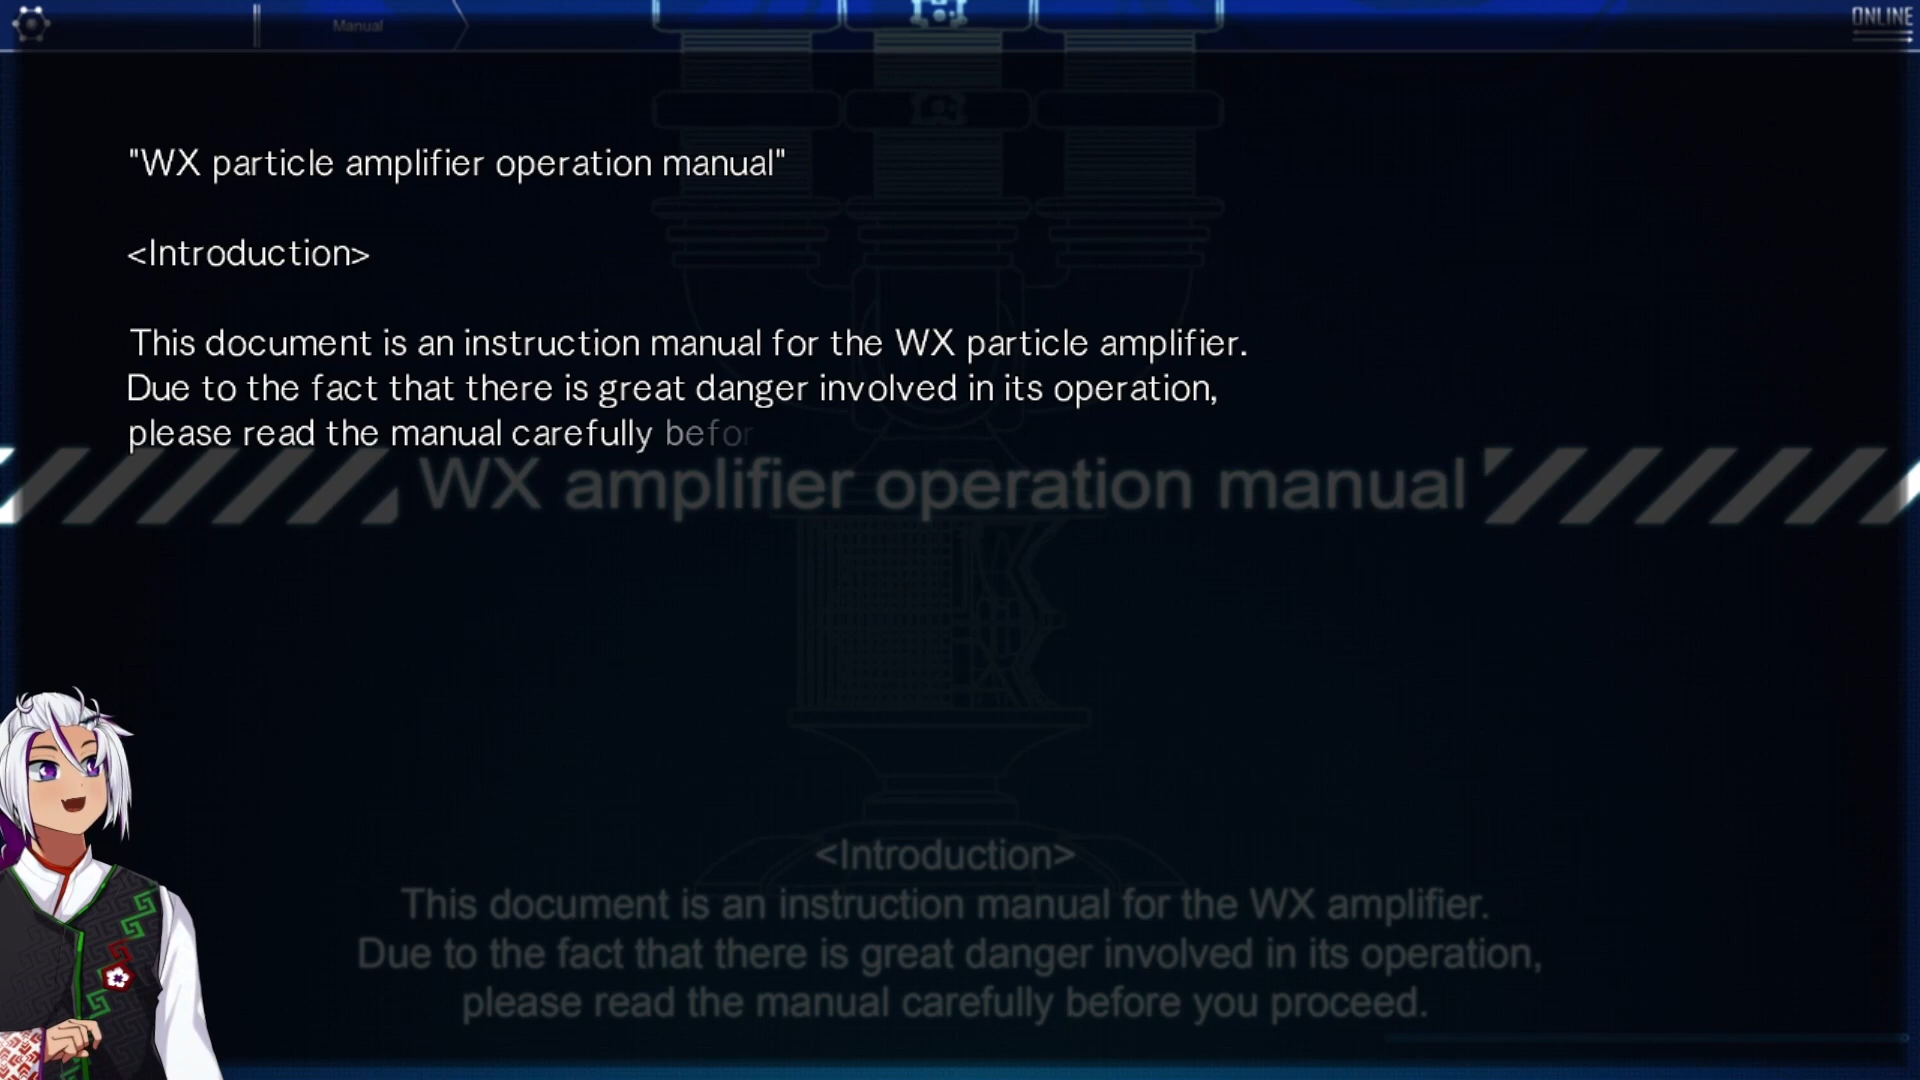 Manual
ONLINE
"WX particle amplifier operation manual"
<Introduction>
This document is an instruction manual for the WX particle amplifier.
Due to the fact that there is great danger involved in its operation,
please read the manual carefully befor
WX amplifier operation manual
<Introduction>
This document is an instruction manual for the WX amplifier.
Due to the fact that there is great danger involved in its operation,
please read the manual carefully before you proceed.